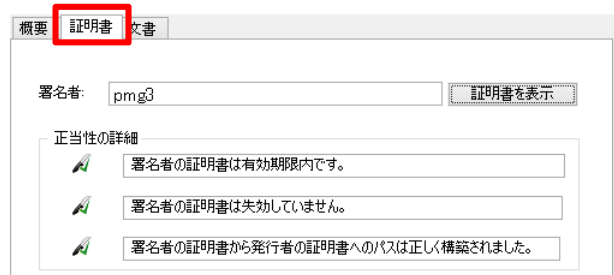 概要 証明書 文書
署名者: pmg3 証明書を表示
正当性の詳細
署名者の証明書は有効期限内です。
署名者の証明書は失効していません。
署名者の証明書から発行者の証明書へのパスは正しく構築されました。